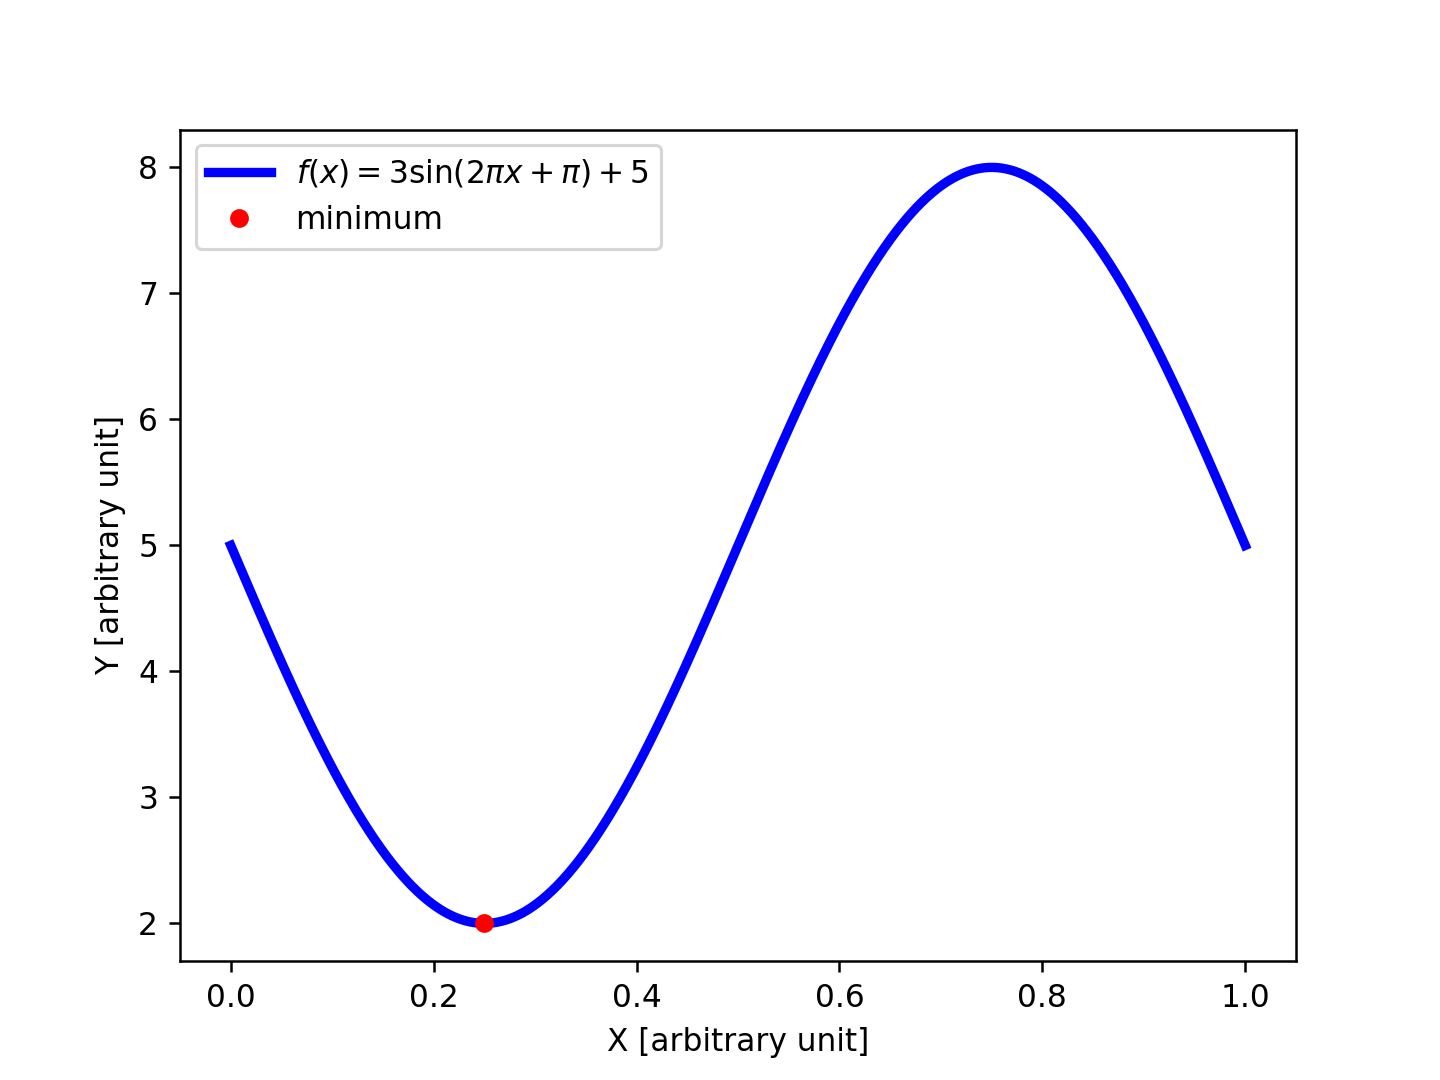 f(x) = 3sin(2πx + π) + 5
minimum
8
7
6
5
4
3
2
Y [arbitrary unit]
0.0 0.2 0.4 0.6 0.8 1.0
X [arbitrary unit]